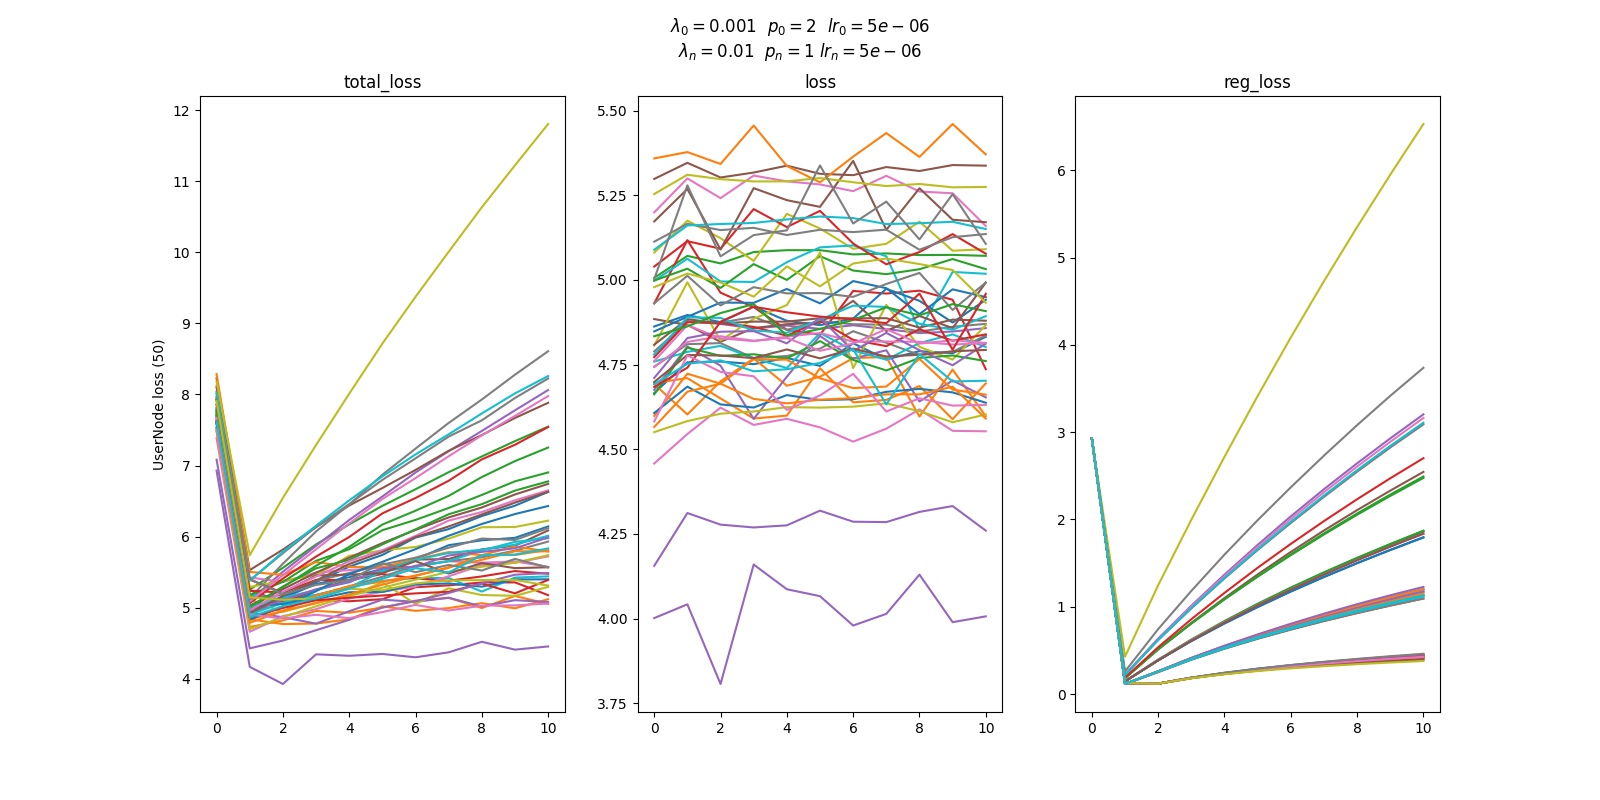 λ₀ = 0.001 p₀ = 2 lr₀ = 5e − 06
λₙ = 0.01 pₙ = 1 lrₙ = 5e − 06
total_loss
loss
reg_loss
UserNode loss (50)
12
11
10
9
8
7
6
5
4
0 2 4 6 8 10
5.50
5.25
5.00
4.75
4.50
4.25
4.00
3.75
0 2 4 6 8 10
6
5
4
3
2
1
0
0 2 4 6 8 10